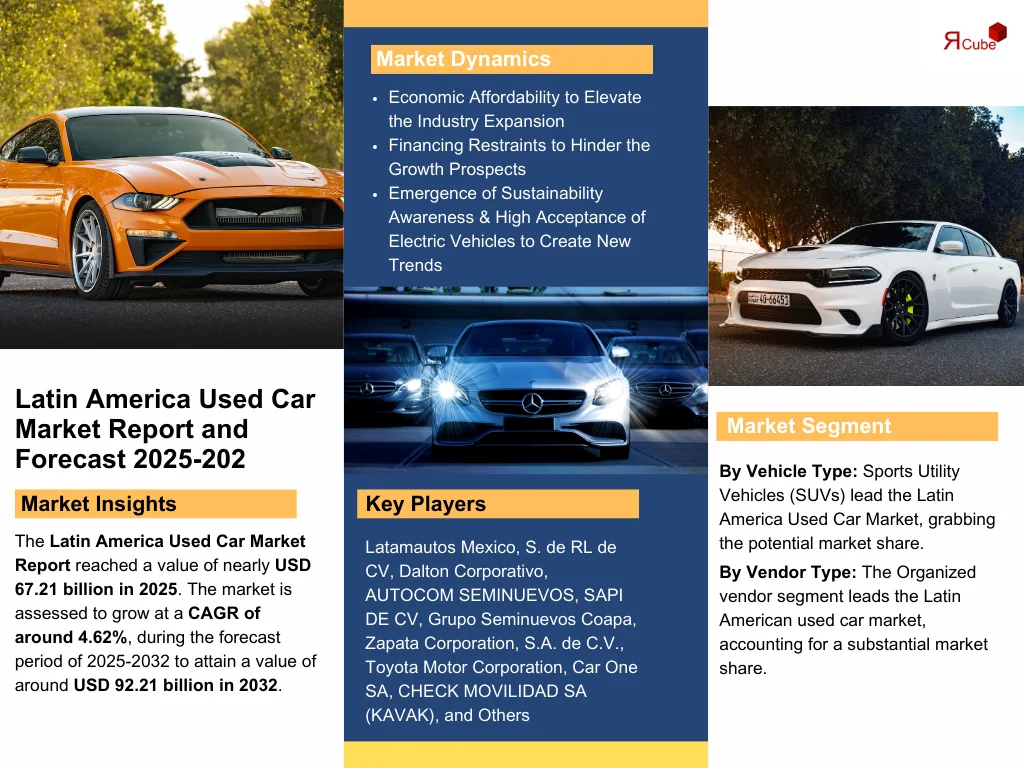 Latin America Used Car
Market Report and
Forecast 2025-202
Market Insights
The Latin America Used Car Market
Report reached a value of nearly USD
67.21 billion in 2025. The market is
assessed to grow at a CAGR of
around 4.62%, during the forecast
period of 2025-2032 to attain a value of
around USD 92.21 billion in 2032.
Market Dynamics
• Economic Affordability to Elevate
the Industry Expansion
• Financing Restraints to Hinder the
Growth Prospects
• Emergence of Sustainability
Awareness & High Acceptance of
Electric Vehicles to Create New
Trends
Key Players
Latamautos Mexico, S. de RL de
CV, Dalton Corporativo,
AUTOCOM SEMINUEVOS, SAPI
DE CV, Grupo Seminuevos Coapa,
Zapata Corporation, S.A. de C.V.,
Toyota Motor Corporation, Car One
SA, CHECK MOVILIDAD SA
(KAVAK), and Others
ЯCube
4Q-66451
Market Segment
By Vehicle Type: Sports Utility
Vehicles (SUVs) lead the Latin
America Used Car Market, grabbing
the potential market share.
By Vendor Type: The Organized
vendor segment leads the Latin
American used car market,
accounting for a substantial market
share.